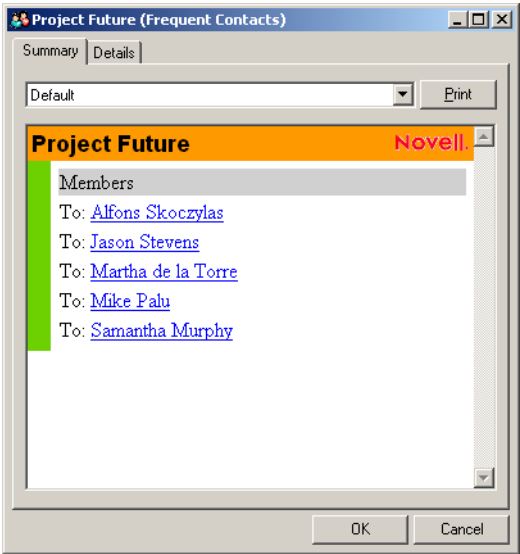 Project Future (Frequent Contacts)
Summary Details
Default Print
Project Future Novell.
Members
To: Alfons Skoczylas
To: Jason Stevens
To: Martha de la Torre
To: Mike Palu
To: Samantha Murphy
OK Cancel